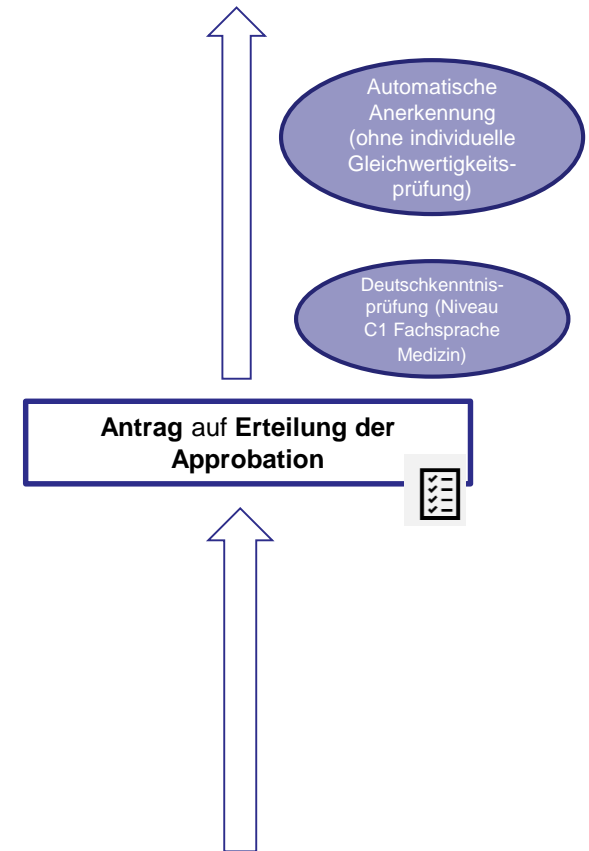 Automatische
Anerkennung
(ohne individuelle
Gleichwertigkeits-
prüfung)
Deutschkenntnis-
prüfung (Niveau
C1 Fachsprache
Medizin)
Antrag auf Erteilung der
Approbation